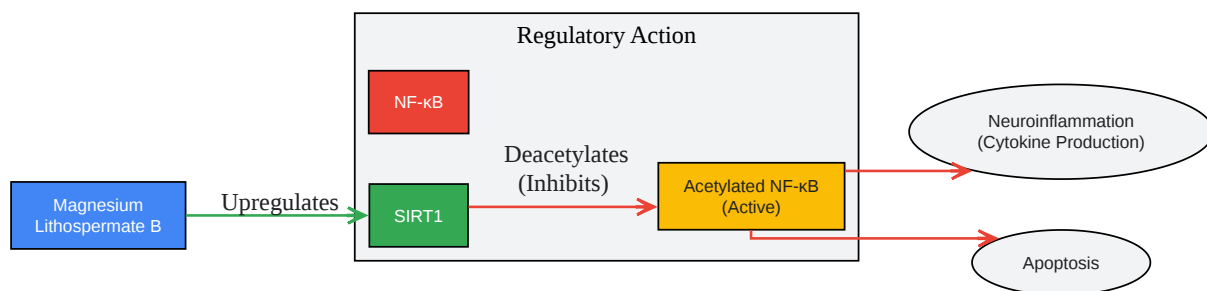 Regulatory Action
NF-κB
Neuroinflammation
(Cytokine Production)
Deacetylates
(Inhibits)
Magnesium
Lithospermate B
Upregulates
SIRT1
Acetylated NF-κB
(Active)
Apoptosis